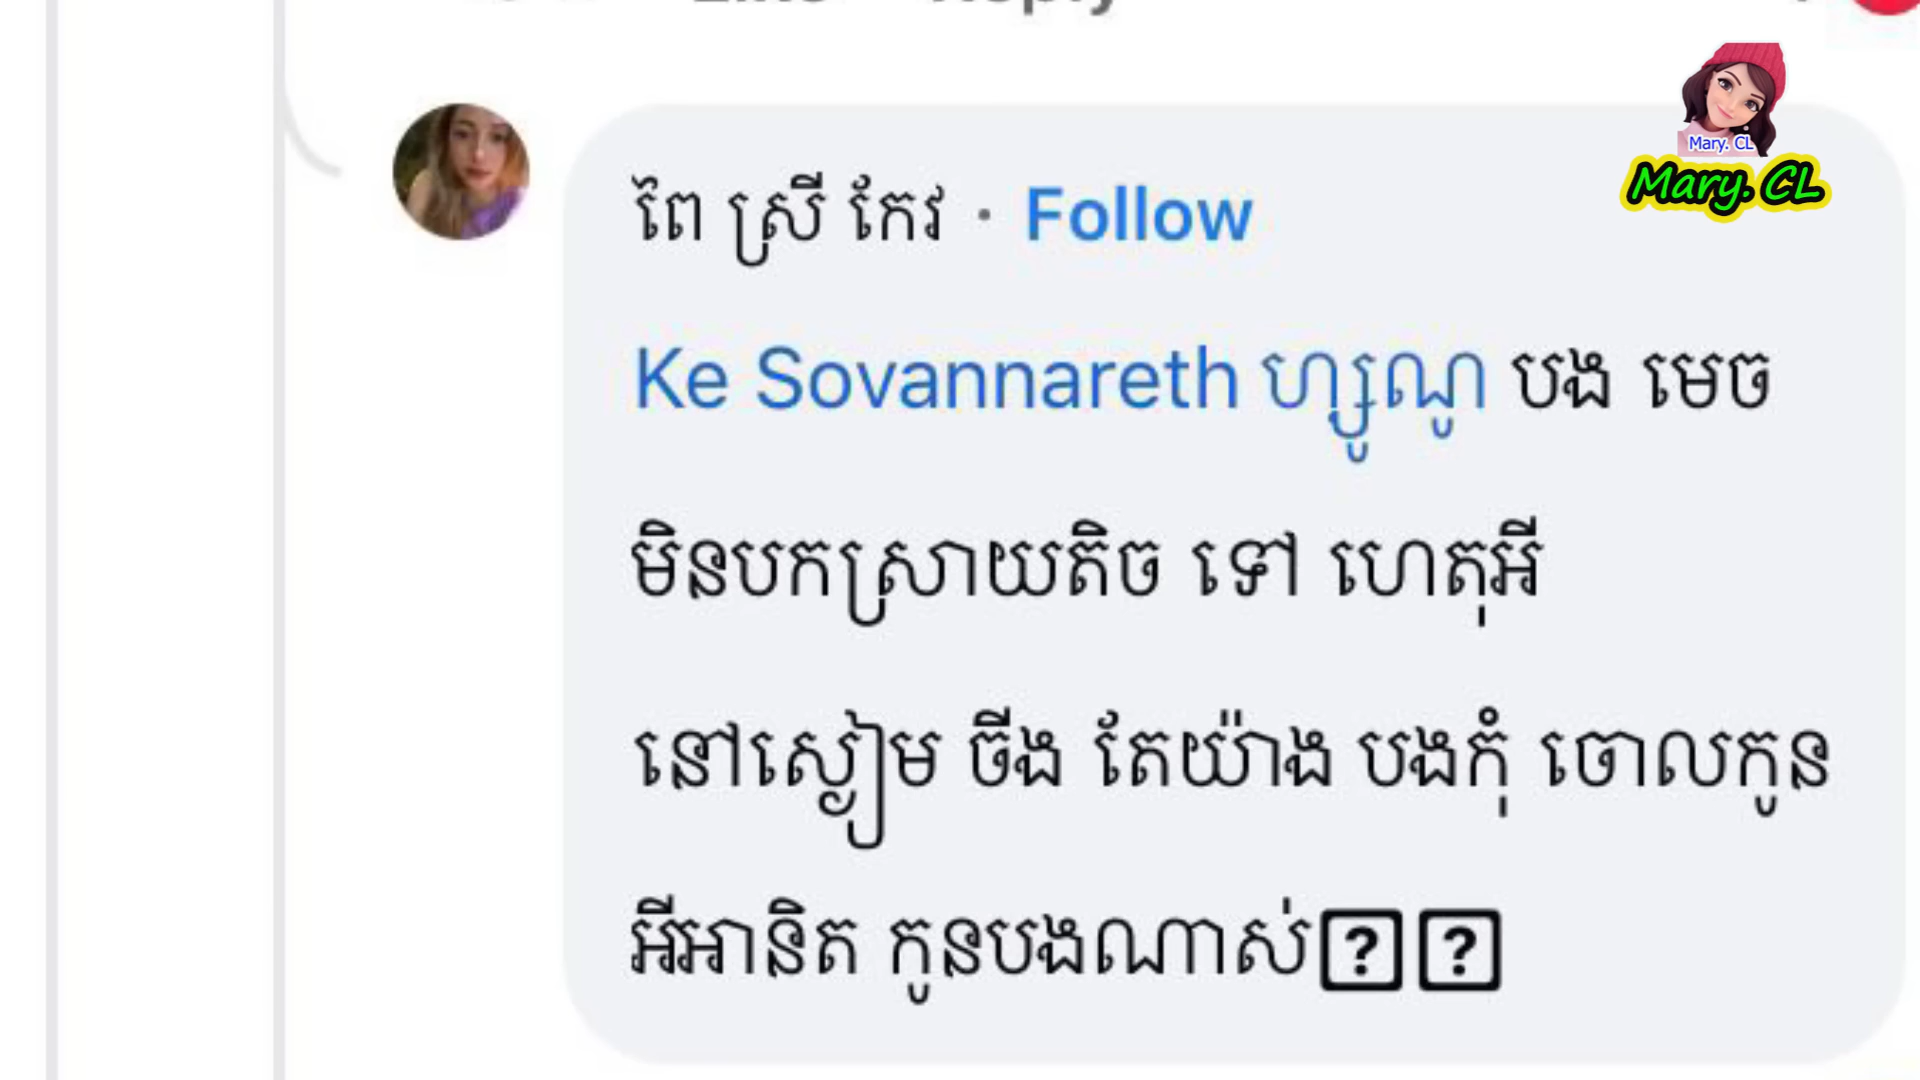 Mary. CL
Mary. CL
ពៃ ស្រី កែវ · Follow
Ke Sovannareth ហ្សូណូ បង មេច
មិនបកស្រាយតិច ទៅ ហេតុអី
នៅស្ងៀម ចឹង តែយ៉ាង បងកុំ ចោលកូន
អីអានិត កូនបងណាស់